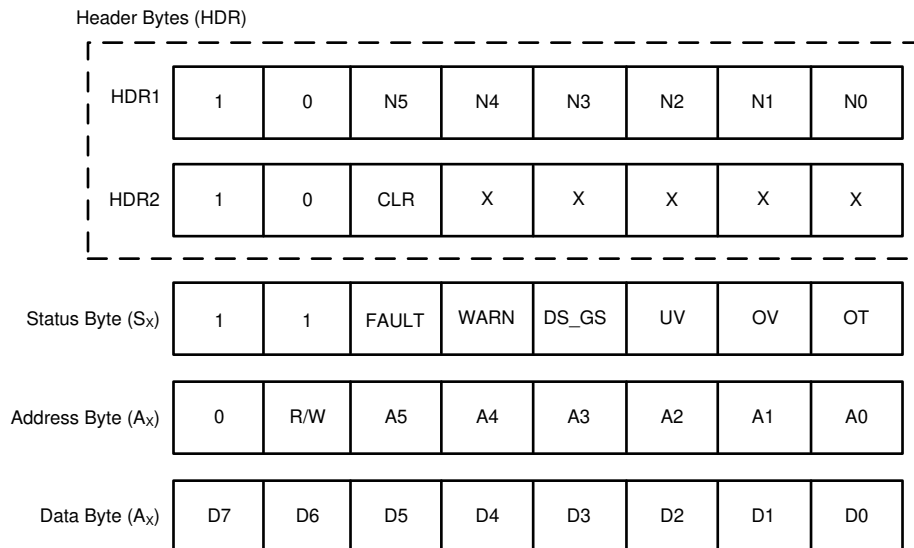 Header Bytes (HDR)
HDR1 1 0 N5 N4 N3 N2 N1 N0
HDR2 1 0 CLR X X X X X
Status Byte (SX) 1 1 FAULT WARN DS_GS UV OV OT
Address Byte (AX) 0 R/W A5 A4 A3 A2 A1 A0
Data Byte (AX) D7 D6 D5 D4 D3 D2 D1 D0